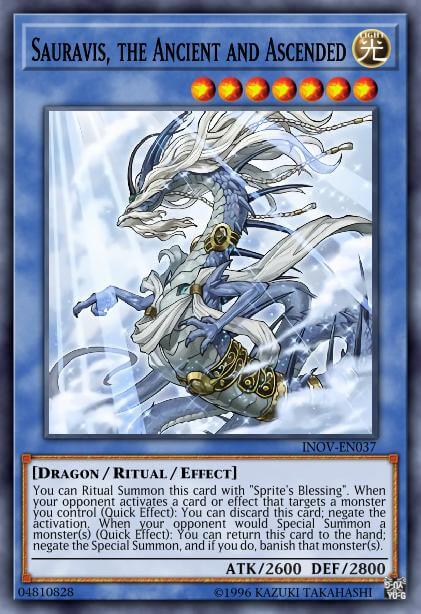 Sauravis, the Ancient and Ascended
LIGHT
光
INOV-EN037
[Dragon / Ritual / Effect]
You can Ritual Summon this card with "Sprite's Blessing". When
your opponent activates a card or effect that targets a monster
you control (Quick Effect): You can discard this card; negate
the activation. When your opponent would Special Summon a
monster(s) (Quick Effect): You can return this card to the hand;
negate the Special Summon, and if you do, banish that monster(s).
ATK/2600 DEF/2800
04810828
©1996 KAZUKI TAKAHASHI